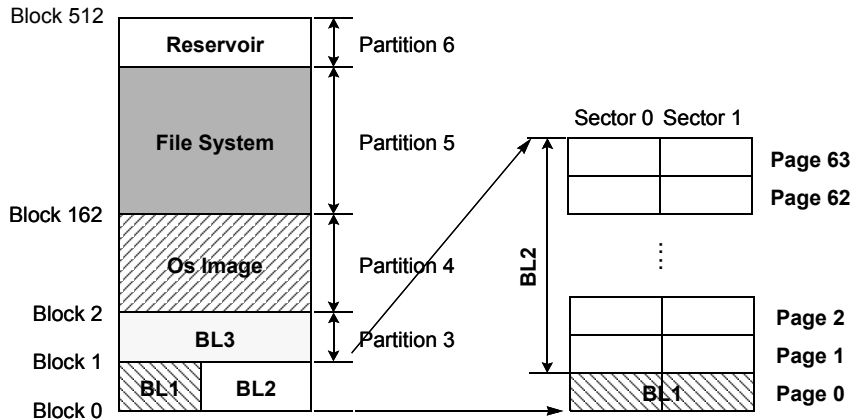 Block 512
Reservoir
Partition 6
File System
Partition 5
Block 162
Os Image
Partition 4
Block 2
BL3
Partition 3
Block 1
BL1
BL2
Block 0
Sector 0 Sector 1
Page 63
Page 62
BL2
Page 2
Page 1
BL1
Page 0